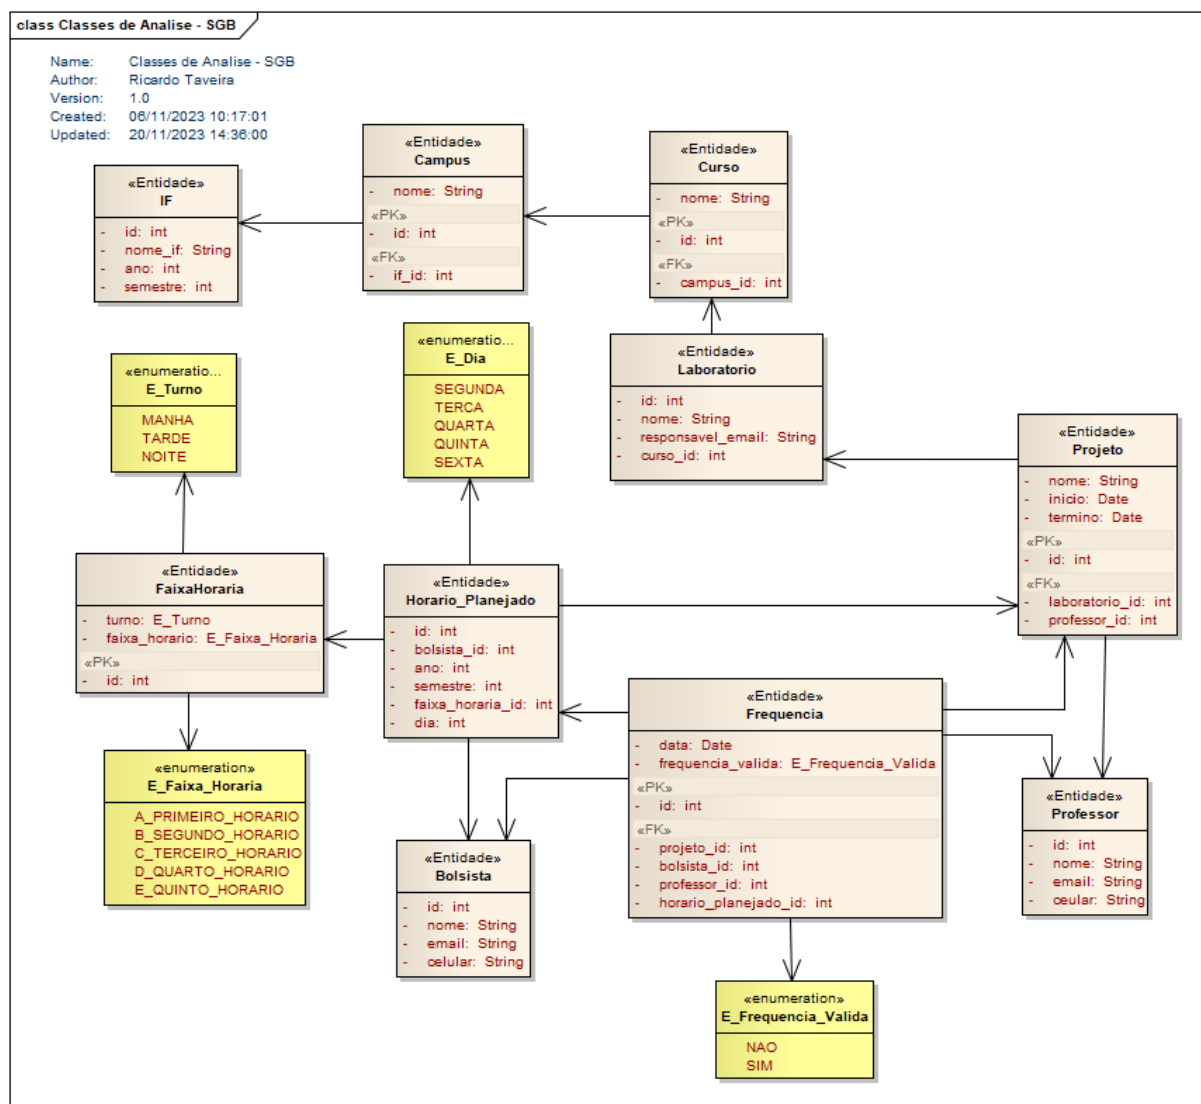 class Classes de Analise - SGB
Name: Classes de Analise - SGB
Author: Ricardo Taveira
Version: 1.0
Created: 06/11/2023 10:17:01
Updated: 20/11/2023 14:36:00
«Entidade»
IF
- id: int
- nome_if: String
- ano: int
- semestre: int
«Entidade»
Campus
- nome: String
«PK»
- id: int
«FK»
- if_id: int
«Entidade»
Curso
- nome: String
«PK»
- id: int
«FK»
- campus_id: int
«enumeratio...
E_Turno
MANHA
TARDE
NOITE
«enumeratio...
E_Dia
SEGUNDA
TERCA
QUARTA
QUINTA
SEXTA
«Entidade»
Laboratorio
- id: int
- nome: String
- responsavel_email: String
- curso_id: int
«Entidade»
Projeto
- nome: String
- inicio: Date
- termino: Date
«PK»
- id: int
«FK»
- laboratorio_id: int
- professor_id: int
«Entidade»
FaixaHoraria
- turno: E_Turno
- faixa_horario: E_Faixa_Horaria
«PK»
- id: int
«Entidade»
Horario_Planejado
- id: int
- bolsista_id: int
- ano: int
- semestre: int
- faixa_horaria_id: int
- dia: int
«Entidade»
Frequencia
- data: Date
- frequencia_valida: E_Frequencia_Valida
«PK»
- id: int
«FK»
- projeto_id: int
- bolsista_id: int
- professor_id: int
- horario_planejado_id: int
«enumeration»
E_Faixa_Horaria
A_PRIMEIRO_HORARIO
B_SEGUNDO_HORARIO
C_TERCEIRO_HORARIO
D_QUARTO_HORARIO
E_QUINTO_HORARIO
«Entidade»
Bolsista
- id: int
- nome: String
- email: String
- celular: String
«Entidade»
Professor
- id: int
- nome: String
- email: String
- ceular: String
«enumeration»
E_Frequencia_Valida
NAO
SIM